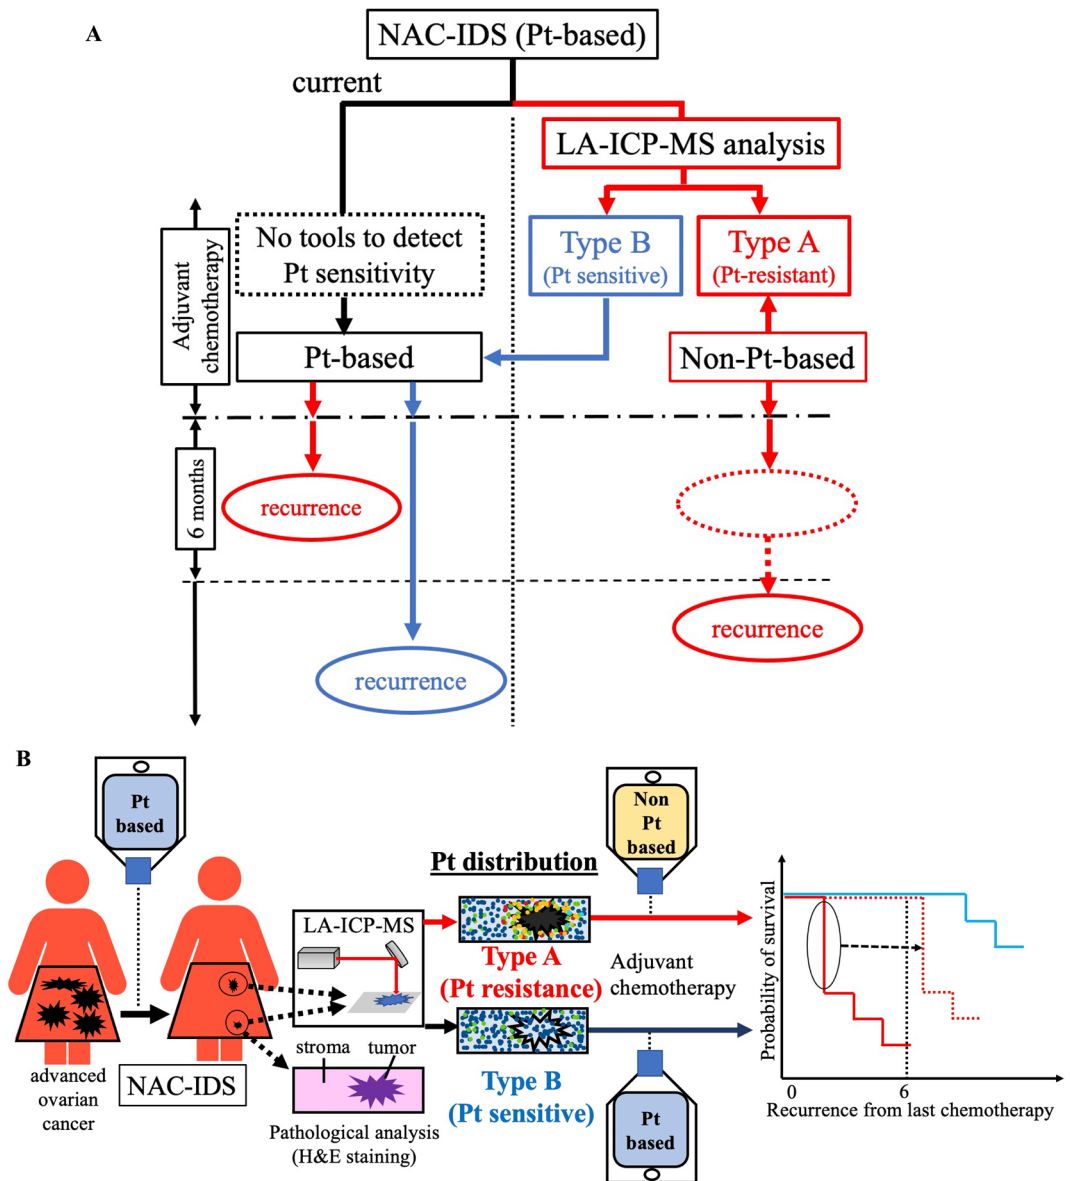 A
NAC-IDS (Pt-based)
current
LA-ICP-MS analysis
No tools to detect
Pt sensitivity
Type B
(Pt sensitive)
Type A
(Pt-resistant)
Adjuvant
chemotherapy
Pt-based
Non-Pt-based
6 months
recurrence
recurrence
recurrence
B
Pt
based
Non
Pt
based
Pt distribution
LA-ICP-MS
Type A
(Pt resistance)
Adjuvant
chemotherapy
stroma
tumor
advanced
ovarian
cancer
NAC-IDS
Pathological analysis
(H&E staining)
Type B
(Pt sensitive)
Pt
based
Probability of survival
0
6
Recurrence from last chemotherapy